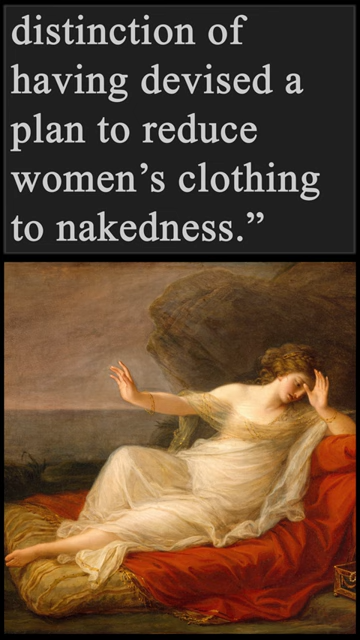 distinction of
having devised a
plan to reduce
women’s clothing
to nakedness.”